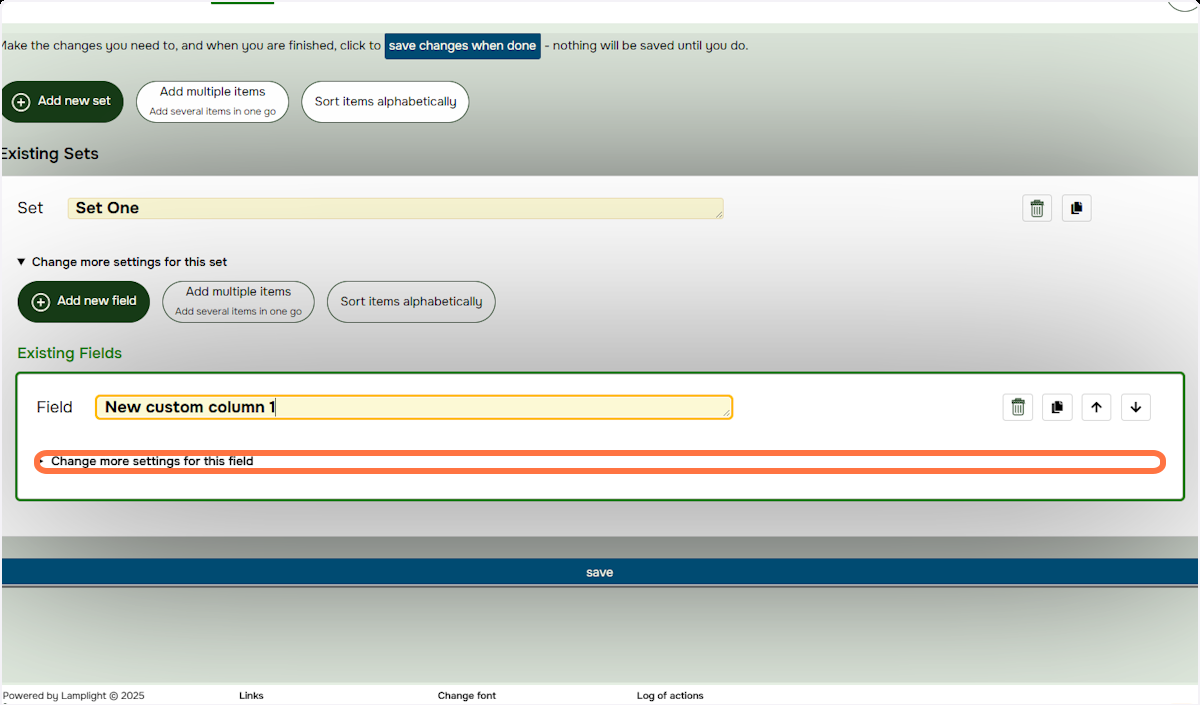 Make the changes you need to, and when you are finished, click to save changes when done - nothing will be saved until you do.
Add new set
Add multiple items
Add several items in one go
Sort items alphabetically
Existing Sets
Set Set One
Change more settings for this set
Add new field
Add multiple items
Add several items in one go
Sort items alphabetically
Existing Fields
Field New custom column 1
Change more settings for this field
save
Powered by Lamplight © 2025 Links Change font Log of actions